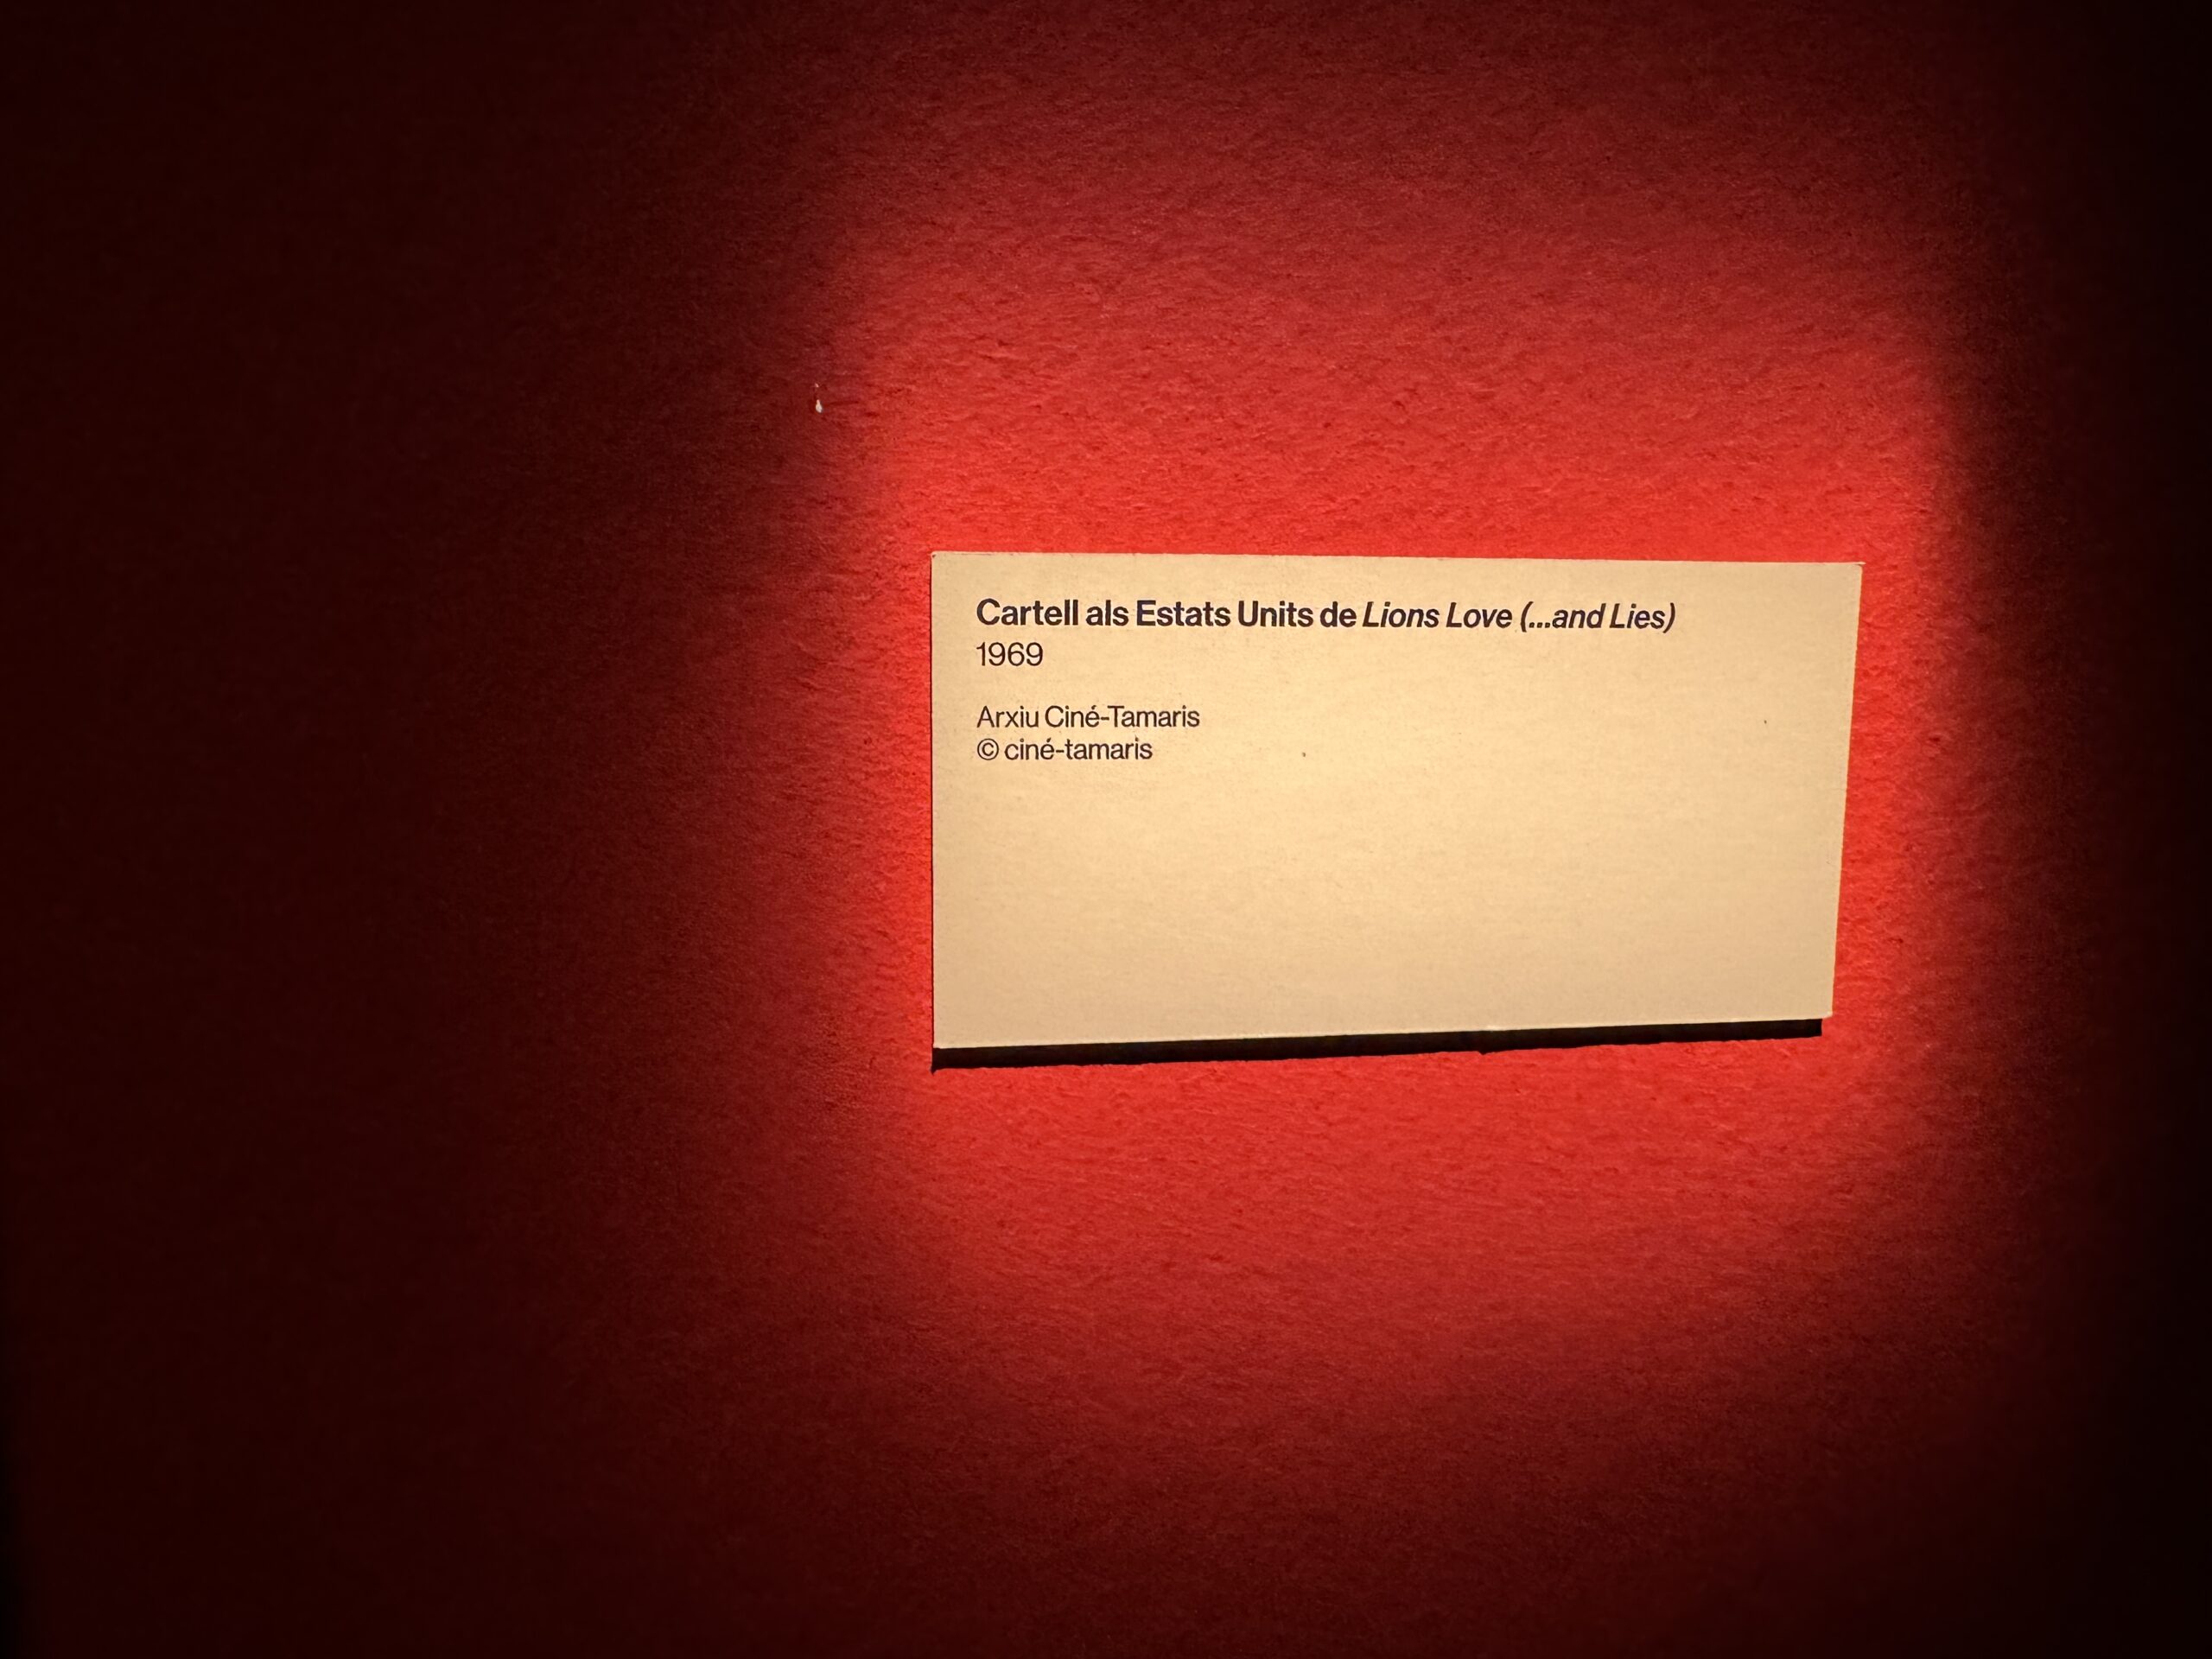 Cartell als Estats Units de Lions Love (...and Lies)
1969
Arxiu Ciné-Tamaris
© ciné-tamaris